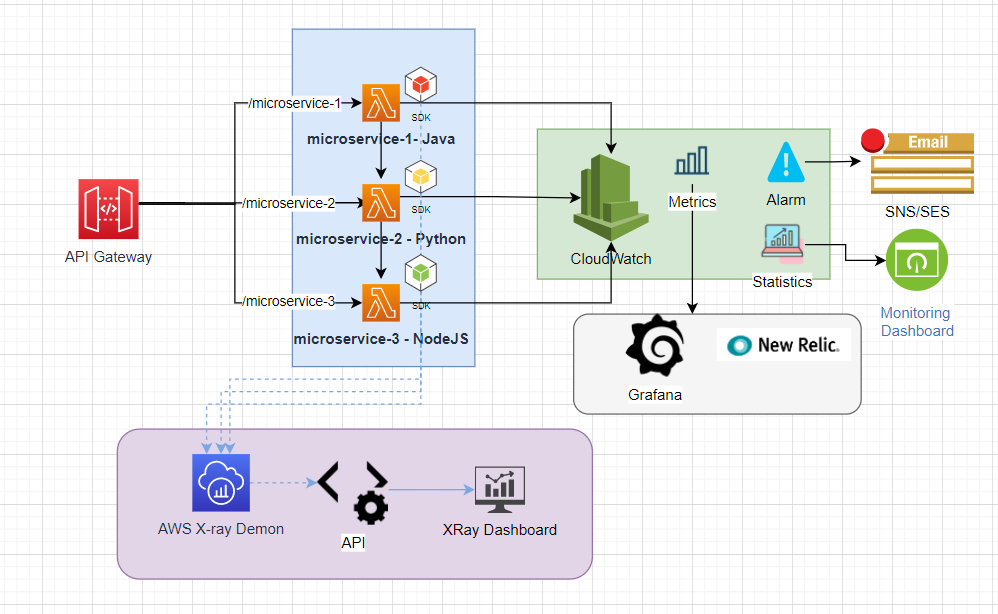 /microservice-1
SDK
microservice-1- Java
/microservice-2
SDK
microservice-2 - Python
/microservice-3
SDK
microservice-3 - NodeJS
API Gateway
CloudWatch
Metrics
Alarm
Statistics
Email
SNS/SES
Monitoring
Dashboard
Grafana
New Relic.
AWS X-ray Demon
API
XRay Dashboard